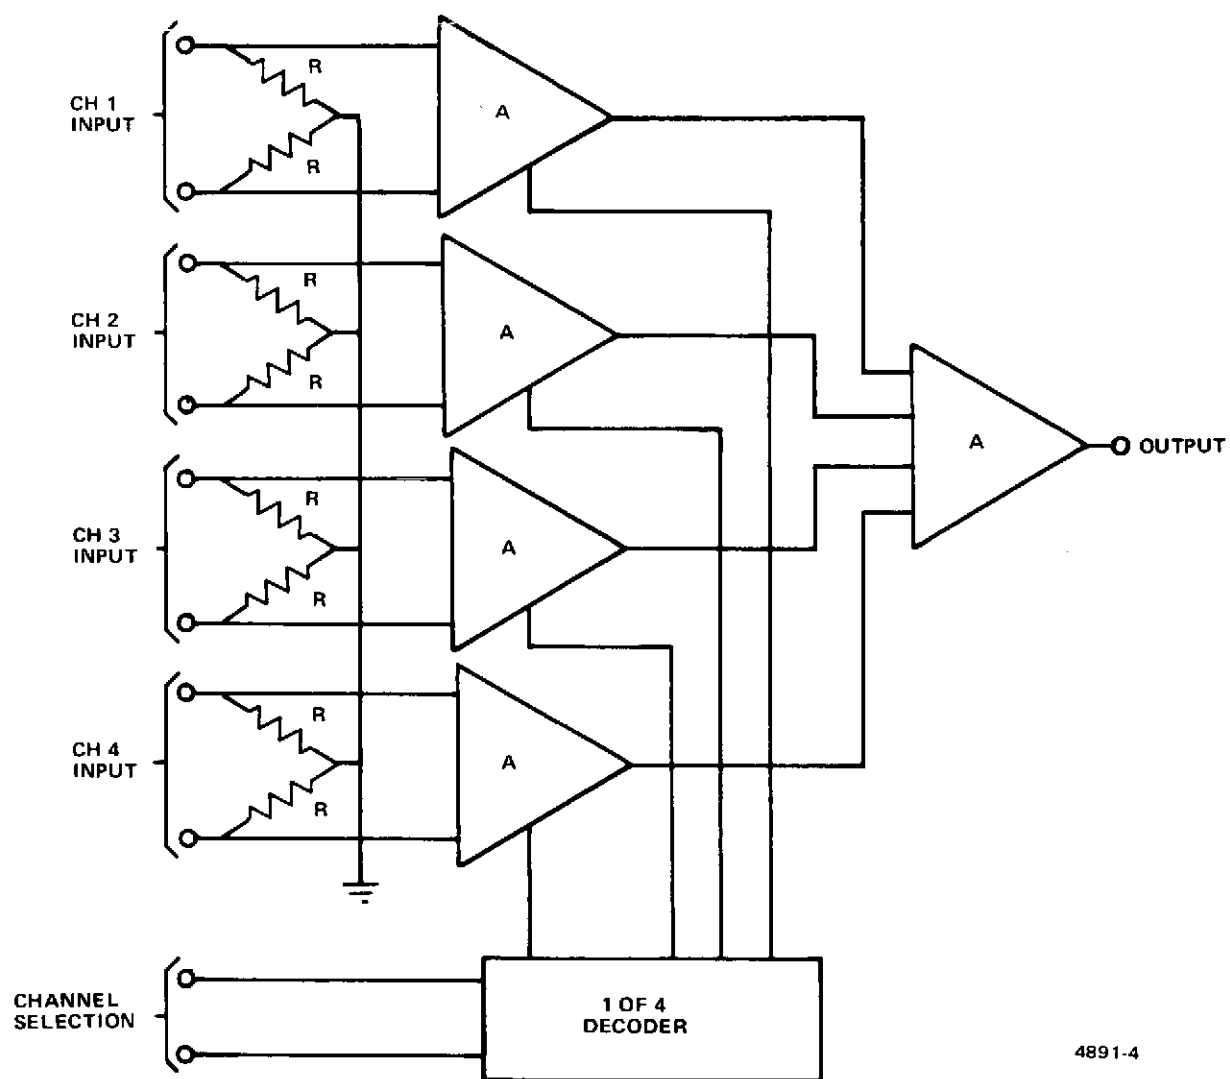 R
A
CH 1
INPUT
R
R
CH 2
INPUT
A
R
A
OUTPUT
R
CH 3
INPUT
A
R
R
CH 4
INPUT
A
R
CHANNEL
SELECTION
1 OF 4
DECODER
4891-4